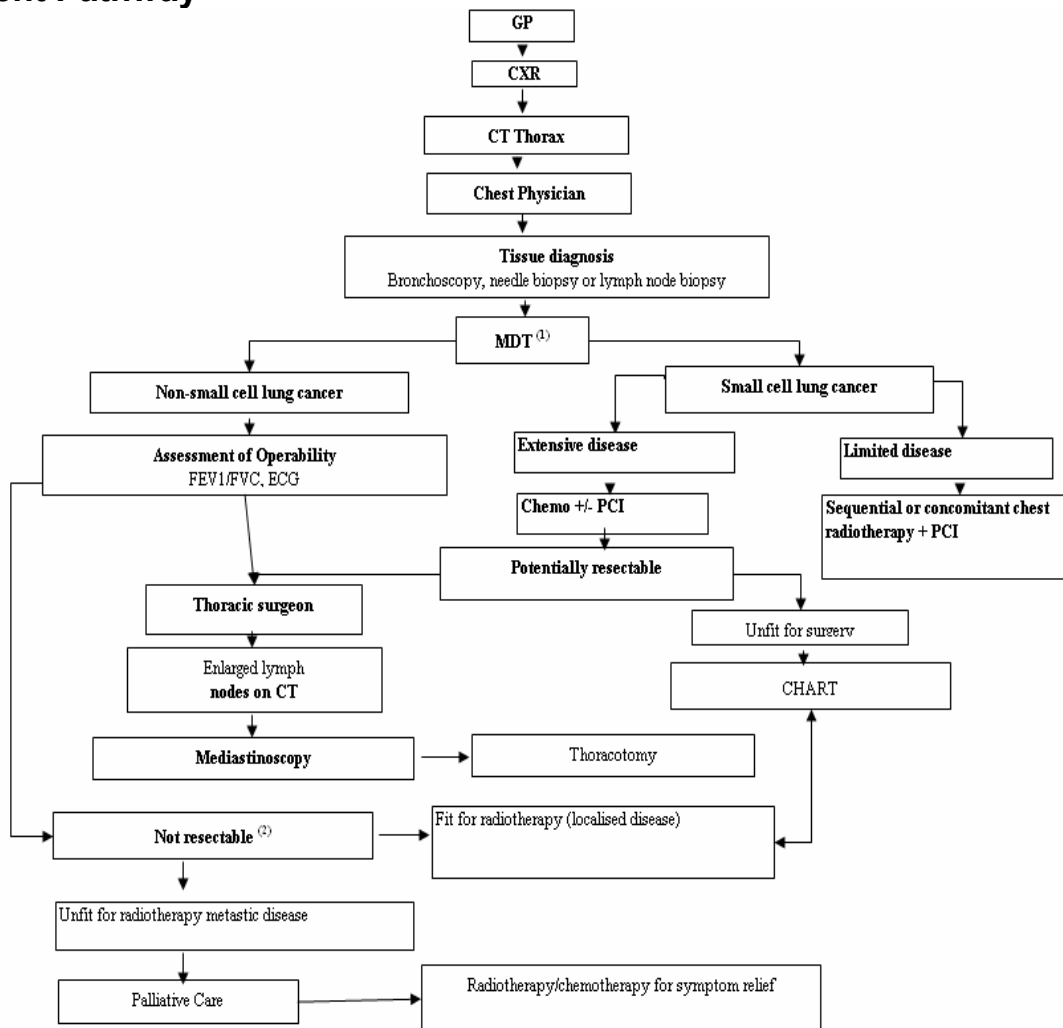 GP
CXR
CT Thorax
Chest Physician
Tissue diagnosis
Bronchoscopy, needle biopsy or lymph node biopsy
MDT (1)
Non-small cell lung cancer
Small cell lung cancer
Assessment of Operability
FEV1/FVC, ECG
Extensive disease
Limited disease
Chemo +/- PCI
Sequential or concomitant chest
radiotherapy + PCI
Potentially resectable
Thoracic surgeon
Unfit for surgery
Enlarged lymph
nodes on CT
CHART
Mediastinoscopy
Thoracotomy
Not resectable (2)
Fit for radiotherapy (localised disease)
Unfit for radiotherapy metastic disease
Palliative Care
Radiotherapy/chemotherapy for symptom relief